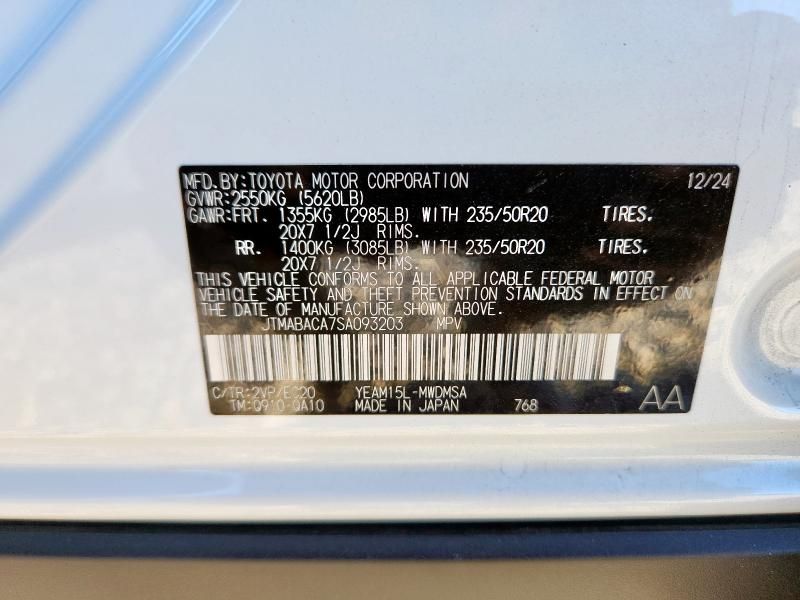 MFD.BY:TOYOTA MOTOR CORPORATION 12/24
GVWR:2550KG (5620LB)
GAWR:FRT. 1355KG (2985LB) WITH 235/50R20 TIRES.
20X7 1/2J RIMS.
RR. 1400KG (3085LB) WITH 235/50R20 TIRES.
20X7 1/2J RIMS.
THIS VEHICLE CONFORMS TO ALL APPLICABLE FEDERAL MOTOR
VEHICLE SAFETY AND THEFT PREVENTION STANDARDS IN EFFECT ON
THE DATE OF MANUFACTURE SHOWN ABOVE.
JTMABACA7SA093203 MPV
C/TR:2VP/EC20 YEAM15L-MWDMSA
TM:0910-QA10 MADE IN JAPAN 768 AA